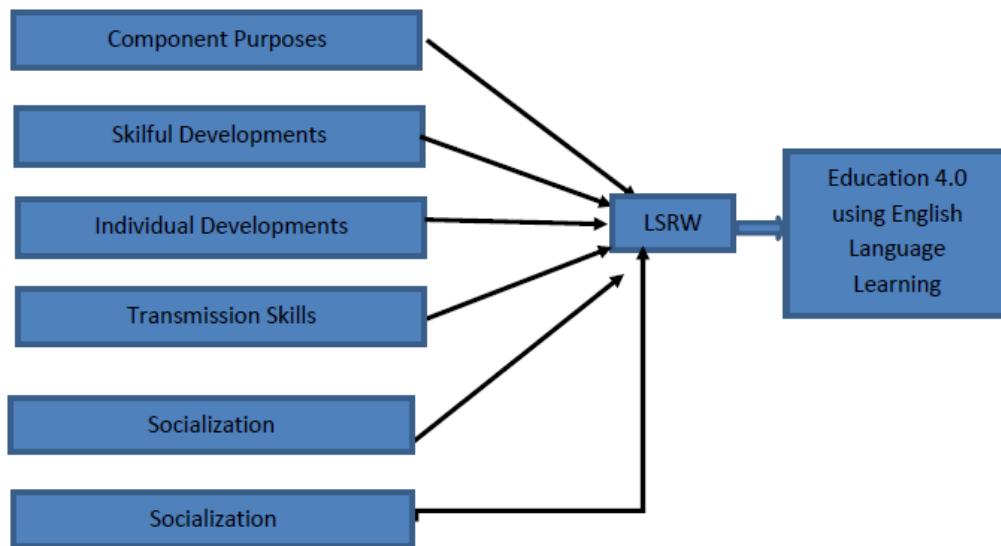 Component Purposes
Skilful Developments
Individual Developments
Transmission Skills
Socialization
Socialization
LSRW
Education 4.0
using English
Language
Learning